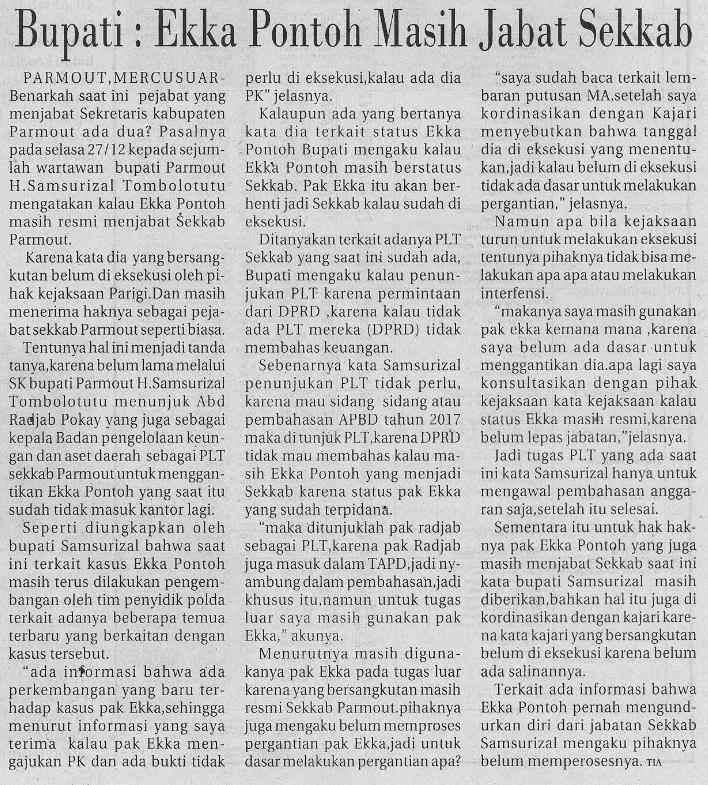 Bupati : Ekka Pontoh Masih Jabat Sekkab
PARMOUT,MERCUSUAR-
Benarkah saat ini pejabat yang
menjabat Sekretaris kabupaten
Parmout ada dua? Pasalnya
pada selasa 27/12 kepada sejum-
lah wartawan bupati Parmout
H.Samsurizal Tombolotutu
mengatakan kalau Ekka Pontoh
masih resmi menjabat Sekkab
Parmout.
Karena kata dia yang bersang-
kutan belum di eksekusi oleh pi-
hak kejaksaan Parigi.Dan masih
menerima haknya sebagai peja-
bat sekkab Parmout seperti biasa.
Tentunya hal ini menjadi tanda
tanya,karena belum lama melalui
SK bupati Parmout H.Samsurizal
Tombolotutu menunjuk Abd
Radjab Pokay yang juga sebagai
kepala Badan pengelolaan keun-
gan dan aset daerah sebagai PLT
sekkab Parmout untuk menggan-
tikan Ekka Pontoh yang saat itu
sudah tidak masuk kantor lagi.
Seperti diungkapkan oleh
bupati Samsurizal bahwa saat
ini terkait kasus Ekka Pontoh
masih terus dilakukan pengem-
bangan oleh tim penyidik polda
terkait adanya beberapa temua
terbaru yang berkaitan dengan
kasus tersebut.
"ada informasi bahwa ada
perkembangan yang baru ter-
hadap kasus pak Ekka,sehingga
menurut informasi yang saya
terima kalau pak Ekka men-
gajukan PK dan ada bukti tidak
perlu di eksekusi,kalau ada dia
PK" jelasnya.
Kalaupun ada yang bertanya
kata dia terkait status Ekka
Pontoh Bupati mengaku kalau
Ekka Pontoh masih berstatus
Sekkab. Pak Ekka itu akan ber-
henti jadi Sekkab kalau sudah di
eksekusi.
Ditanyakan terkait adanya PLT
Sekkab yang saat ini sudah ada,
Bupati mengaku kalau penun-
jukan PLT karena permintaan
dari DPRD ,karena kalau tidak
ada PLT mereka (DPRD) tidak
membahas keuangan.
Sebenarnya kata Samsurizal
penunjukan PLT tidak perlu,
karena mau sidang sidang atau
pembahasan APBD tahun 2017
maka di tunjuk PLT,karena DPRD
tidak mau membahas kalau ma-
sih Ekka Pontoh yang menjadi
Sekkab karena status pak Ekka
yang sudah terpidana.
"maka ditunjuklah pak radjab
sebagai PLT,karena pak Radjab
juga masuk dalam TAPD,jadi ny-
ambung dalam pembahasan,jadi
khusus itu,namun untuk tugas
luar saya masih gunakan pak
Ekka," akunya.
Menurutnya masih diguna-
kanya pak Ekka pada tugas luar
karena yang bersangkutan masih
resmi Sekkab Parmout.pihaknya
juga mengaku belum memproses
pergantian pak Ekka,jadi untuk
dasar melakukan pergantian apa?
"saya sudah baca terkait lem-
baran putusan MA,setelah saya
kordinasikan dengan Kajari
menyebutkan bahwa tanggal
dia di eksekusi yang menentu-
kan,jadi kalau belum di eksekusi
tidak ada dasar untuk melakukan
pergantian," jelasnya.
Namun apa bila kejaksaan
turun untuk melakukan eksekusi
tentunya pihaknya tidak bisa me-
lakukan apa apa atau melakukan
interfensi.
"makanya saya masih gunakan
pak ekka kemana mana ,karena
saya belum ada dasar untuk
menggantikan dia.apa lagi saya
konsultasikan dengan pihak
kejaksaan kata kejaksaan kalau
status Ekka masih resmi,karena
belum lepas jabatan,"jelasnya.
Jadi tugas PLT yang ada saat
ini kata Samsurizal hanya untuk
mengawal pembahasan angga-
ran saja,setelah itu selesai.
Sementara itu untuk hak hak-
nya pak Ekka Pontoh yang juga
masih menjabat Sekkab saat ini
kata bupati Samsurizal masih
diberikan,bahkan hal itu juga di
kordinasikan dengan kajari kare-
na kata kajari yang bersangkutan
belum di eksekusi karena belum
ada salinannya.
Terkait ada informasi bahwa
Ekka Pontoh pernah mengund-
urkan diri dari jabatan Sekkab
Samsurizal mengaku pihaknya
belum memprosesnya. TIA